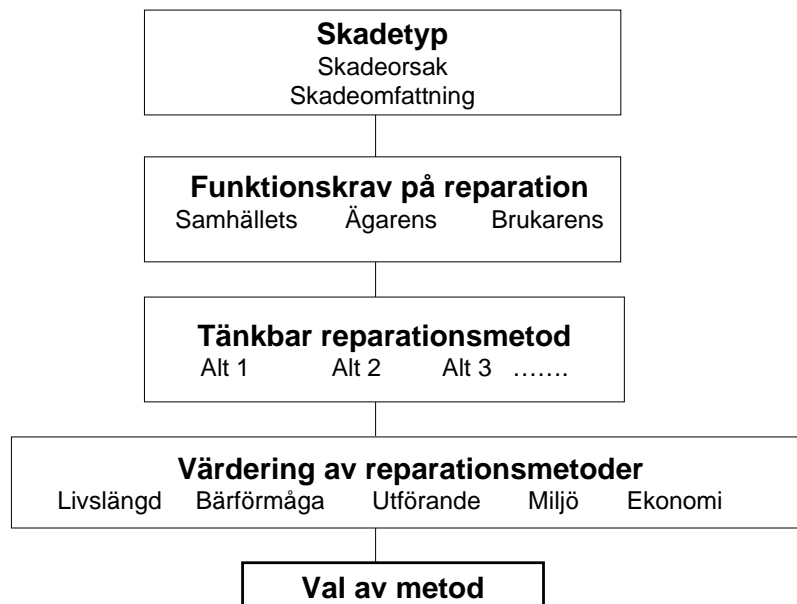 Skadetyp
Skadeorsak
Skadeomfattning
Funktionskrav på reparation
Samhällets Ägarens Brukarens
Tänkbar reparationsmetod
Alt 1 Alt 2 Alt 3 .......
Värdering av reparationsmetoder
Livslängd Bärförmåga Utförande Miljö Ekonomi
Val av metod